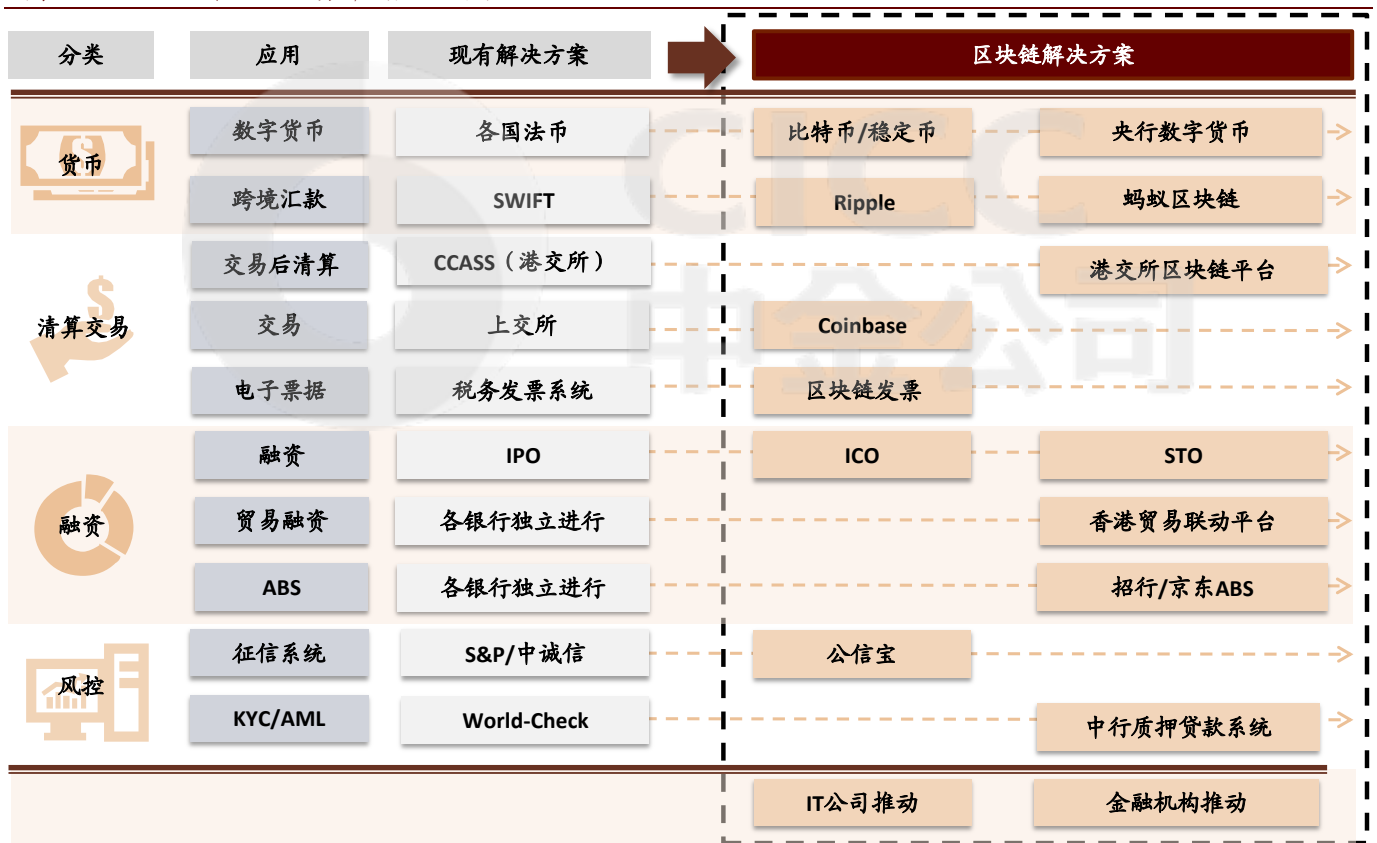 分类 应用 现有解决方案 区块链解决方案
货币
数字货币 各国法币 比特币/稳定币 央行数字货币
跨境汇款 SWIFT Ripple 蚂蚁区块链
清算交易
交易后清算 CCASS（港交所） 港交所区块链平台
交易 上交所 Coinbase
电子票据 税务发票系统 区块链发票
融资
融资 IPO ICO STO
贸易融资 各银行独立进行 香港贸易联动平台
ABS 各银行独立进行 招行/京东ABS
风控
征信系统 S&P/中诚信 公信宝
KYC/AML World-Check 中行质押贷款系统
IT公司推动 金融机构推动
CICC
中金公司